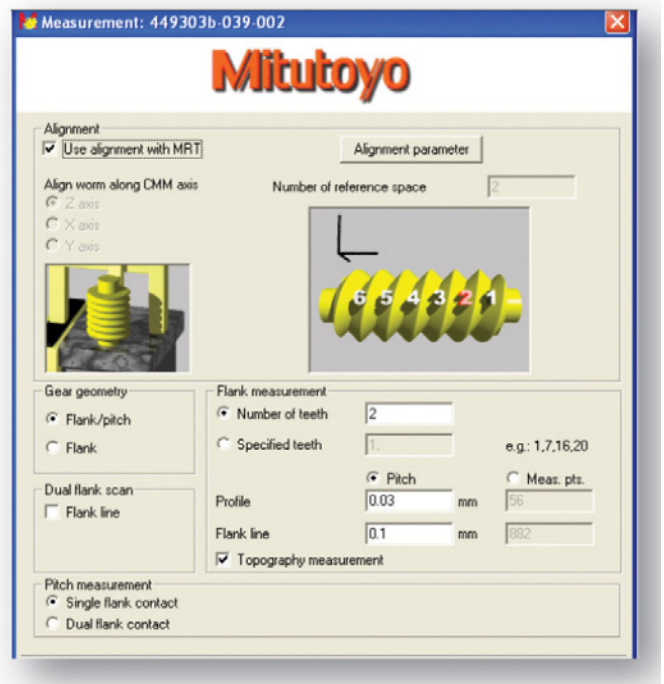 Measurement: 449303b-039-002
Mitutoyo
Alignment
Use alignment with MRT
Alignment parameter
Align worm along CMM axis
Number of reference space
2
Z axis
X axis
Y axis
6 5 4 3 2 1
Gear geometry
Flank/pitch
Flank
Flank measurement
Number of teeth
2
Specified teeth
1,
e.g.: 1,7,16,20
Pitch
Meas. pts.
Profile
0.03
mm
56
Flank line
0.1
mm
882
Topography measurement
Dual flank scan
Flank line
Pitch measurement
Single flank contact
Dual flank contact